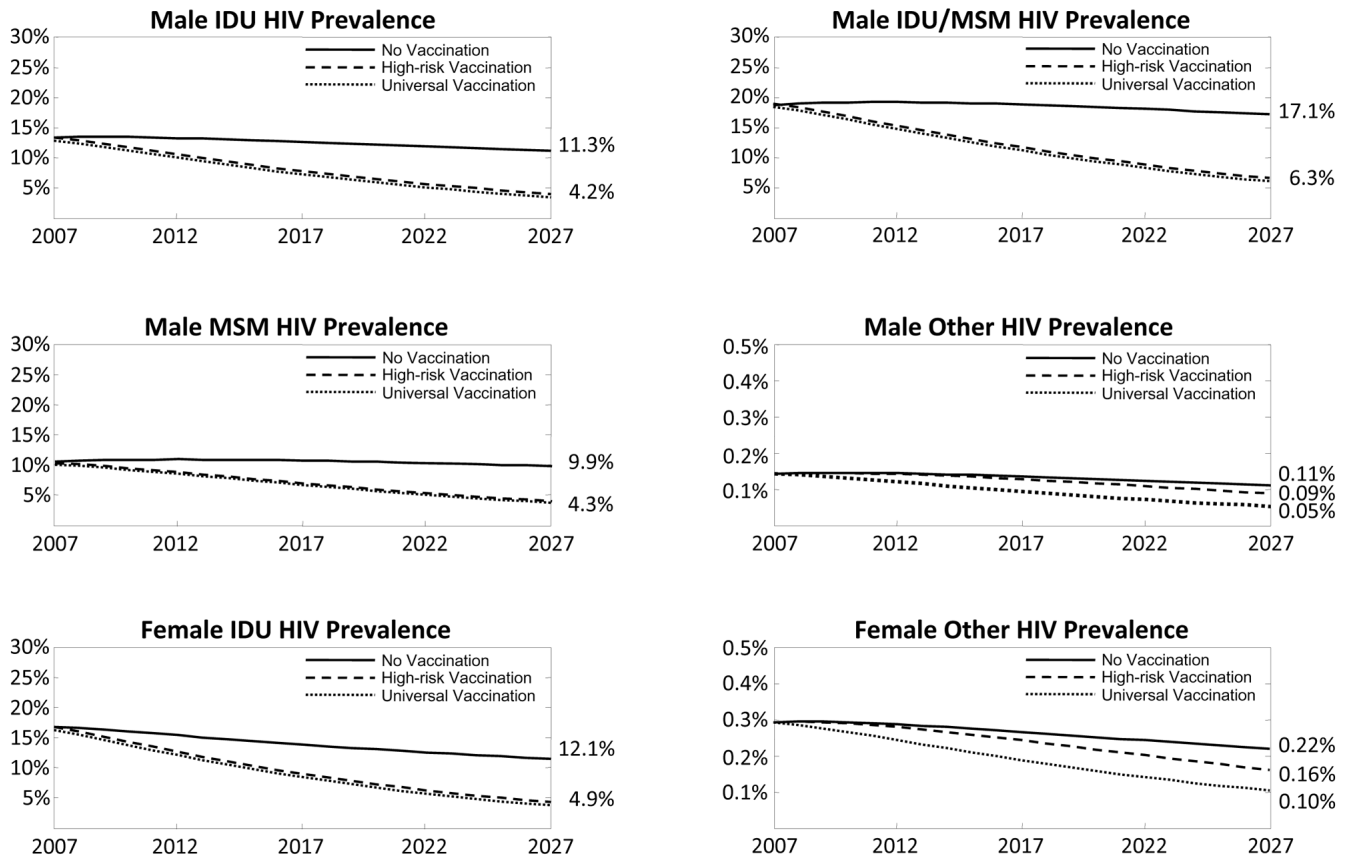 Male IDU HIV Prevalence
30%
25%
20%
15%
10%
5%
No Vaccination
High-risk Vaccination
Universal Vaccination
11.3%
4.2%
2007 2012 2017 2022 2027
Male IDU/MSM HIV Prevalence
30%
25%
20%
15%
10%
5%
No Vaccination
High-risk Vaccination
Universal Vaccination
17.1%
6.3%
2007 2012 2017 2022 2027
Male MSM HIV Prevalence
30%
25%
20%
15%
10%
5%
No Vaccination
High-risk Vaccination
Universal Vaccination
9.9%
4.3%
2007 2012 2017 2022 2027
Male Other HIV Prevalence
0.5%
0.4%
0.3%
0.2%
0.1%
No Vaccination
High-risk Vaccination
Universal Vaccination
0.11%
0.09%
0.05%
2007 2012 2017 2022 2027
Female IDU HIV Prevalence
30%
25%
20%
15%
10%
5%
No Vaccination
High-risk Vaccination
Universal Vaccination
12.1%
4.9%
2007 2012 2017 2022 2027
Female Other HIV Prevalence
0.5%
0.4%
0.3%
0.2%
0.1%
No Vaccination
High-risk Vaccination
Universal Vaccination
0.22%
0.16%
0.10%
2007 2012 2017 2022 2027